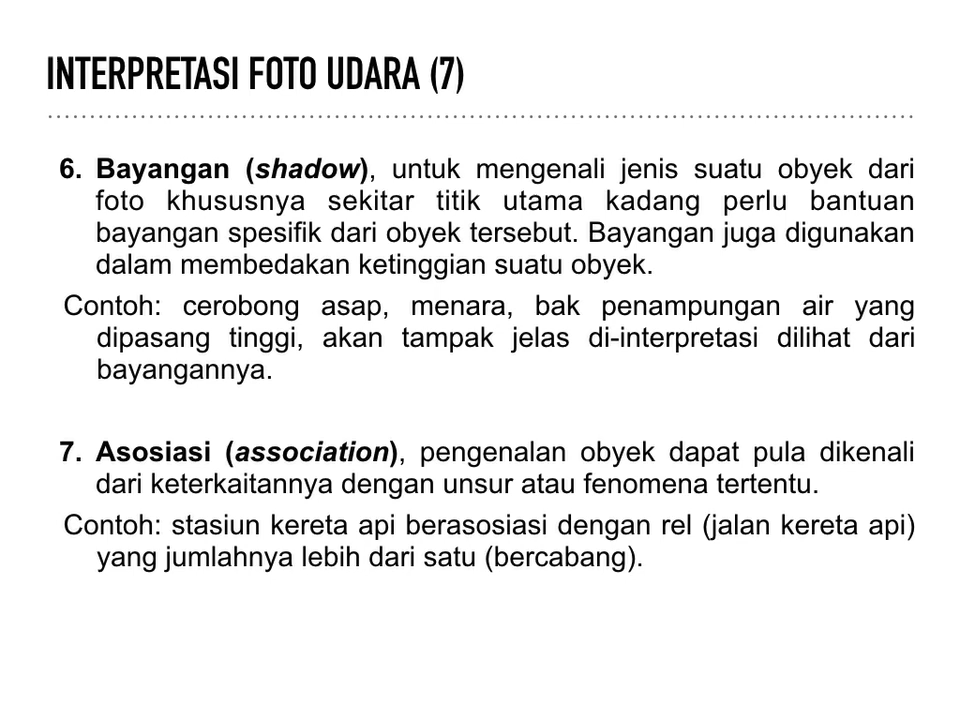 INTERPRETASI FOTO UDARA (7)
6. Bayangan (shadow), untuk mengenali jenis suatu obyek dari
foto khususnya sekitar titik utama kadang perlu bantuan
bayangan spesifik dari obyek tersebut. Bayangan juga digunakan
dalam membedakan ketinggian suatu obyek.
Contoh: cerobong asap, menara, bak penampungan air yang
dipasang tinggi, akan tampak jelas di-interpretasi dilihat dari
bayangannya.
7. Asosiasi (association), pengenalan obyek dapat pula dikenali
dari keterkaitannya dengan unsur atau fenomena tertentu.
Contoh: stasiun kereta api berasosiasi dengan rel (jalan kereta api)
yang jumlahnya lebih dari satu (bercabang).